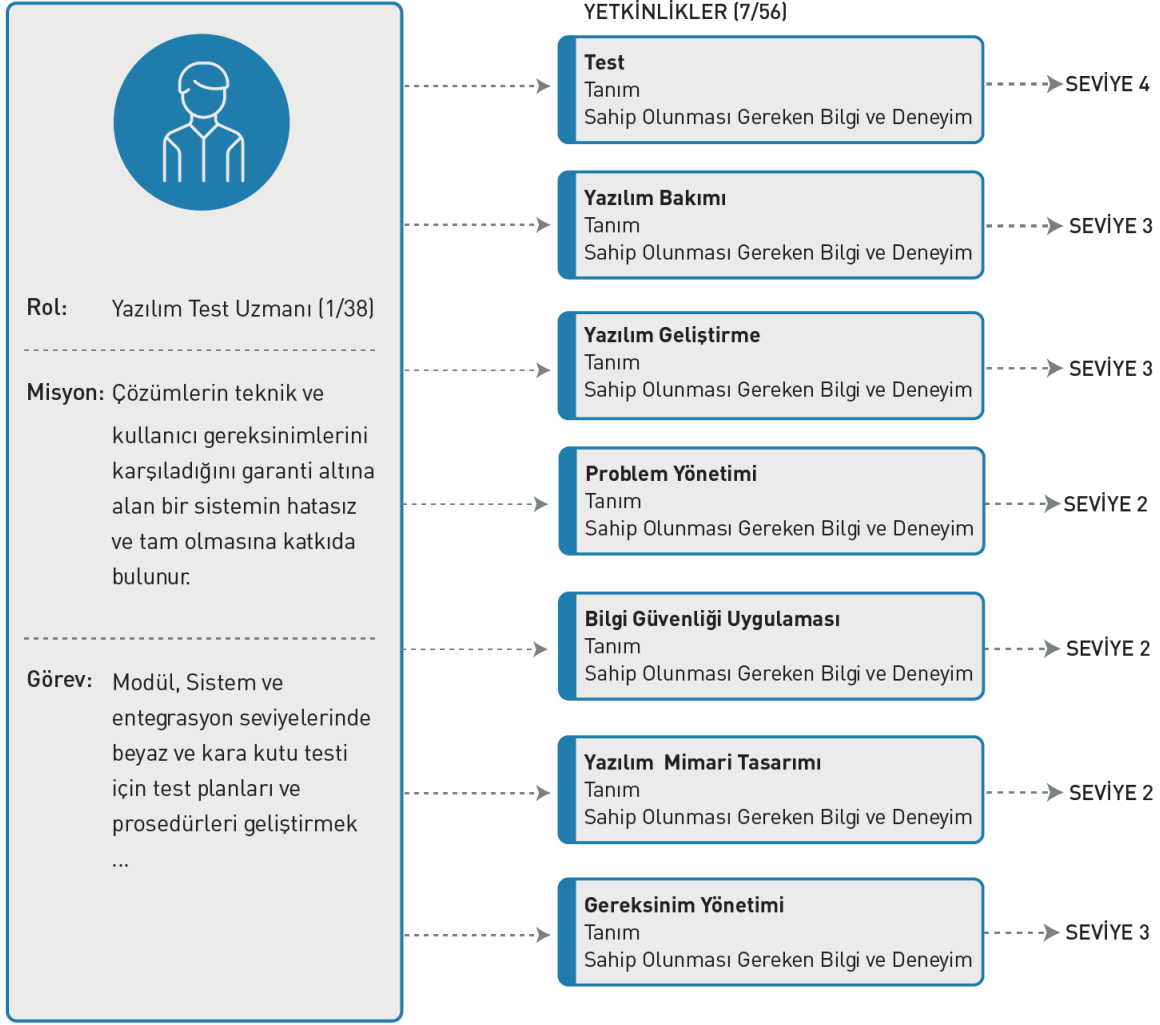 Rol: Yazılım Test Uzmanı (1/38)
Misyon: Çözümlerin teknik ve
kullanıcı gereksinimlerini
karşıladığını garanti altına
alan bir sistemin hatasız
ve tam olmasına katkıda
bulunur.
Görev: Modül, Sistem ve
entegrasyon seviyelerinde
beyaz ve kara kutu testi
için test planları ve
prosedürleri geliştirmek
...
YETKİNLİKLER (7/56)
Test
Tanım
Sahip Olunması Gereken Bilgi ve Deneyim
SEVİYE 4
Yazılım Bakımı
Tanım
Sahip Olunması Gereken Bilgi ve Deneyim
SEVİYE 3
Yazılım Geliştirme
Tanım
Sahip Olunması Gereken Bilgi ve Deneyim
SEVİYE 3
Problem Yönetimi
Tanım
Sahip Olunması Gereken Bilgi ve Deneyim
SEVİYE 2
Bilgi Güvenliği Uygulaması
Tanım
Sahip Olunması Gereken Bilgi ve Deneyim
SEVİYE 2
Yazılım Mimari Tasarımı
Tanım
Sahip Olunması Gereken Bilgi ve Deneyim
SEVİYE 2
Gereksinim Yönetimi
Tanım
Sahip Olunması Gereken Bilgi ve Deneyim
SEVİYE 3